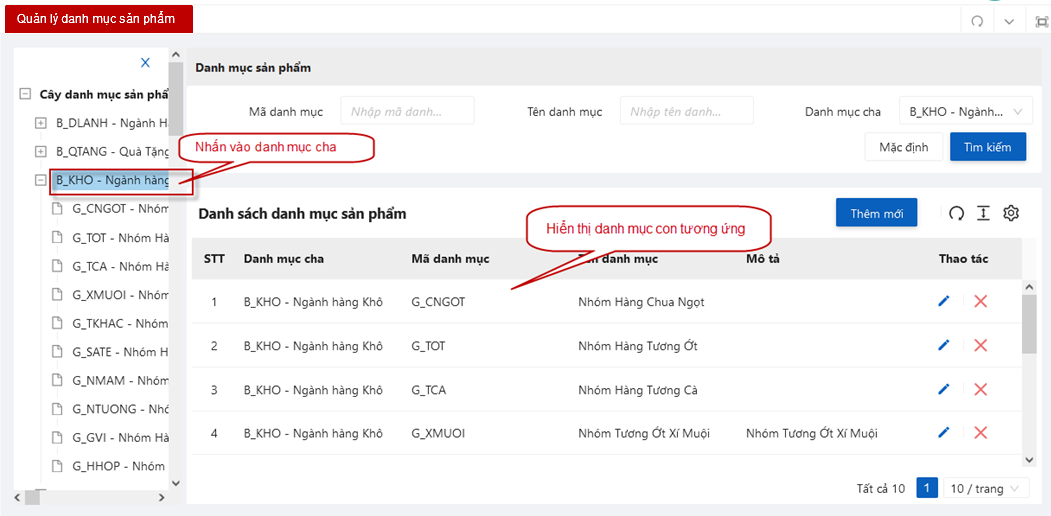 Quản lý danh mục sản phẩm
Cây danh mục sản phẩ
B_DLANH - Ngành H
B_QTANG - Quà Tặng
B_KHO - Ngành hàng
G_CNGOT - Nhóm
G_TOT - Nhóm Hà
G_TCA - Nhóm Hà
G_XMUOI - Nhóm
G_TKHAC - Nhóm
G_SATE - Nhóm H
G_NMAM - Nhóm
G_NTUONG - Nhó
G_GVI - Nhóm Hà
G_HHOP - Nhóm
Nhấn vào danh mục cha
Danh mục sản phẩm
Mã danh mục Nhập mã danh... Tên danh mục Nhập tên danh... Danh mục cha B_KHO - Ngành...
Mặc định Tìm kiếm
Danh sách danh mục sản phẩm Thêm mới
Hiển thị danh mục con tương ứng
STT Danh mục cha Mã danh mục Tên danh mục Mô tả Thao tác
1 B_KHO - Ngành hàng Khô G_CNGOT Nhóm Hàng Chua Ngọt
2 B_KHO - Ngành hàng Khô G_TOT Nhóm Hàng Tương Ớt
3 B_KHO - Ngành hàng Khô G_TCA Nhóm Hàng Tương Cà
4 B_KHO - Ngành hàng Khô G_XMUOI Nhóm Tương Ớt Xí Muội Nhóm Tương Ớt Xí Muội
Tất cả 10 1 10 / trang